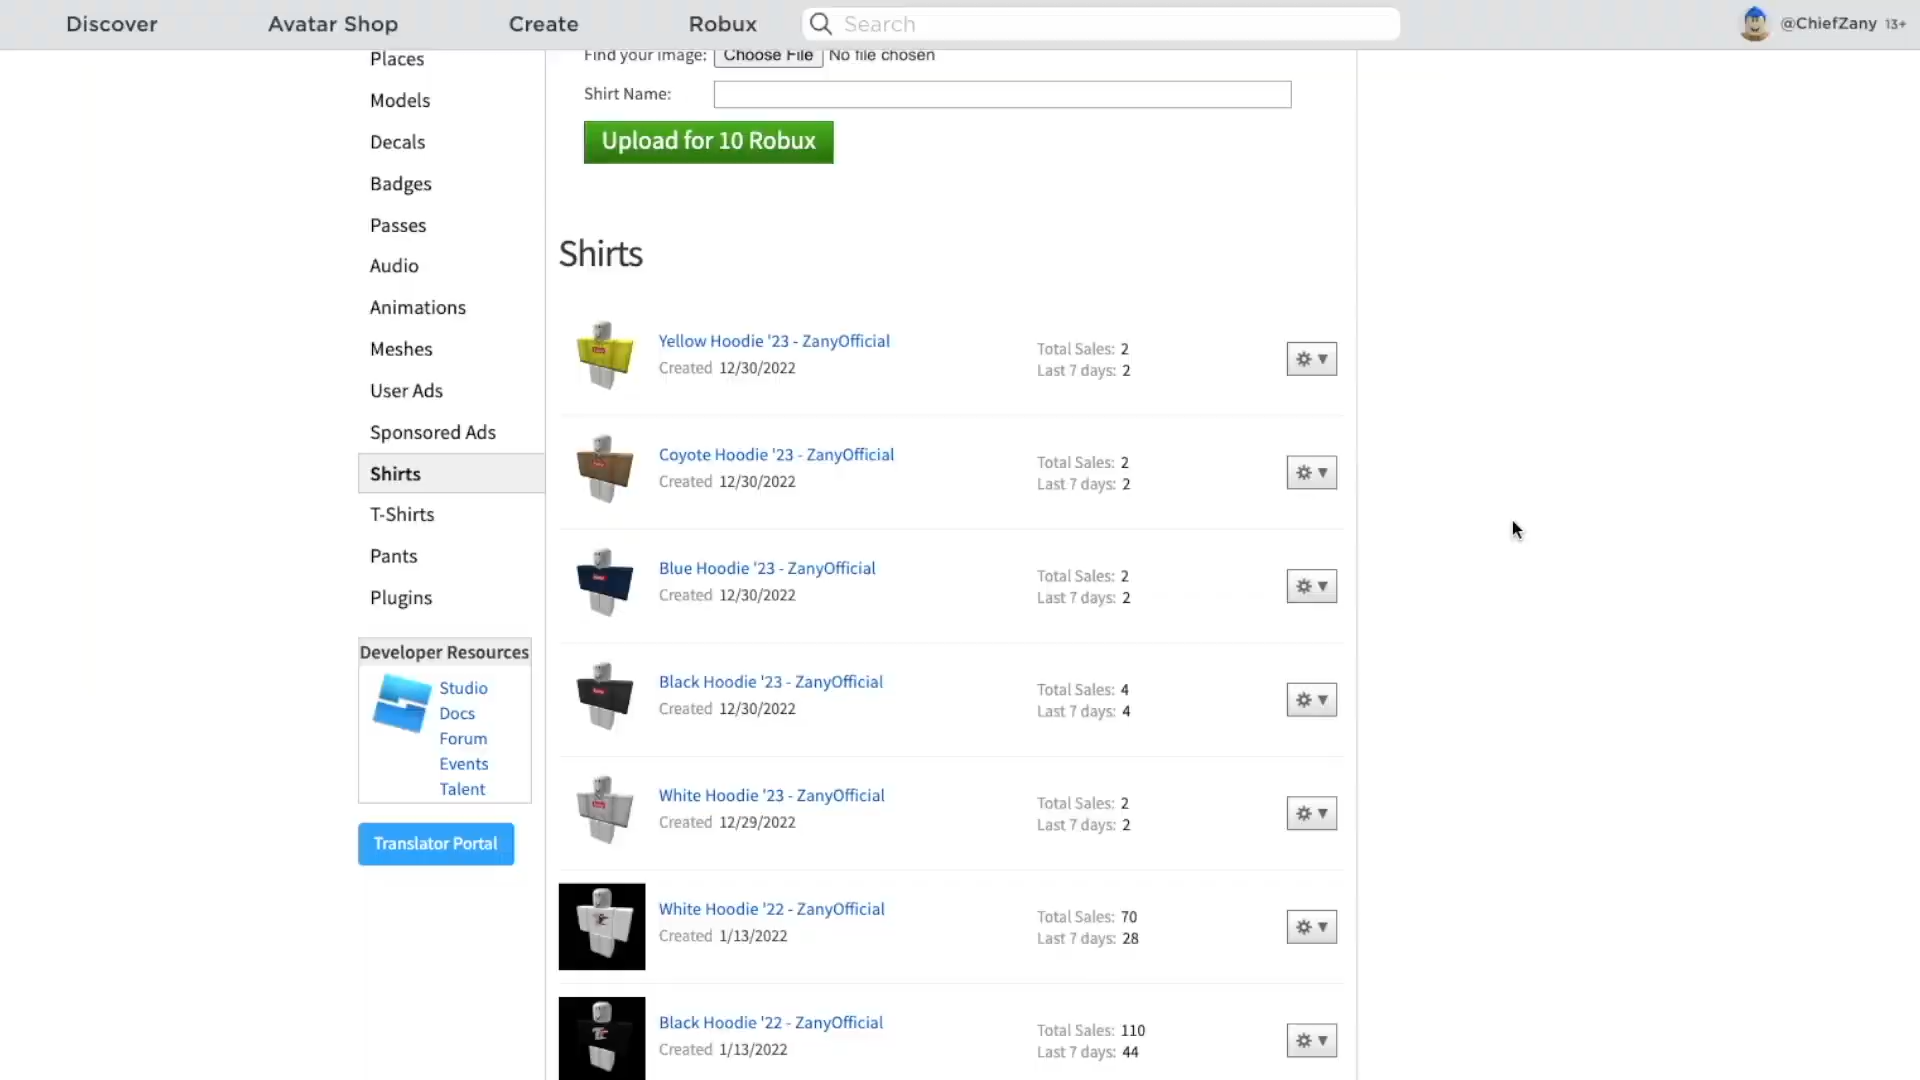 Discover
Avatar Shop
Create
Robux
Search
@ChiefZany 13+
Places
Models
Decals
Badges
Passes
Audio
Animations
Meshes
User Ads
Sponsored Ads
Shirts
T-Shirts
Pants
Plugins
Developer Resources
Studio
Docs
Forum
Events
Talent
Translator Portal
Find your image: Choose File No file chosen
Shirt Name:
Upload for 10 Robux
Shirts
Yellow Hoodie '23 - ZanyOfficial
Created 12/30/2022
Total Sales: 2
Last 7 days: 2
Coyote Hoodie '23 - ZanyOfficial
Created 12/30/2022
Total Sales: 2
Last 7 days: 2
Blue Hoodie '23 - ZanyOfficial
Created 12/30/2022
Total Sales: 2
Last 7 days: 2
Black Hoodie '23 - ZanyOfficial
Created 12/30/2022
Total Sales: 4
Last 7 days: 4
White Hoodie '23 - ZanyOfficial
Created 12/29/2022
Total Sales: 2
Last 7 days: 2
White Hoodie '22 - ZanyOfficial
Created 1/13/2022
Total Sales: 70
Last 7 days: 28
Black Hoodie '22 - ZanyOfficial
Created 1/13/2022
Total Sales: 110
Last 7 days: 44